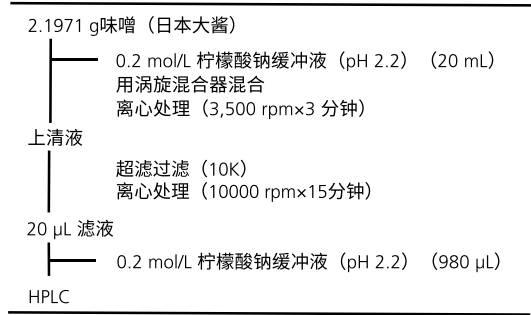 2.1971 g味噌（日本大酱）
0.2 mol/L 柠檬酸钠缓冲液（pH 2.2）（20 mL）
用涡旋混合器混合
离心处理（3,500 rpm×3 分钟）
上清液
超滤过滤（10K）
离心处理（10000 rpm×15分钟）
20 µL 滤液
0.2 mol/L 柠檬酸钠缓冲液（pH 2.2）（980 µL）
HPLC